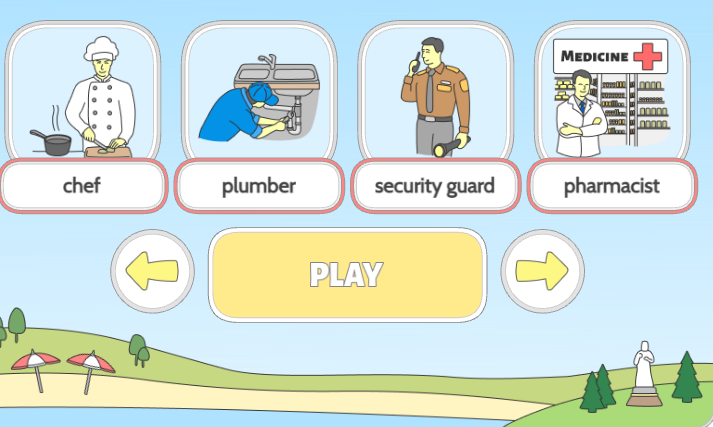 MEDICINE
chef
plumber
security guard
pharmacist
PLAY